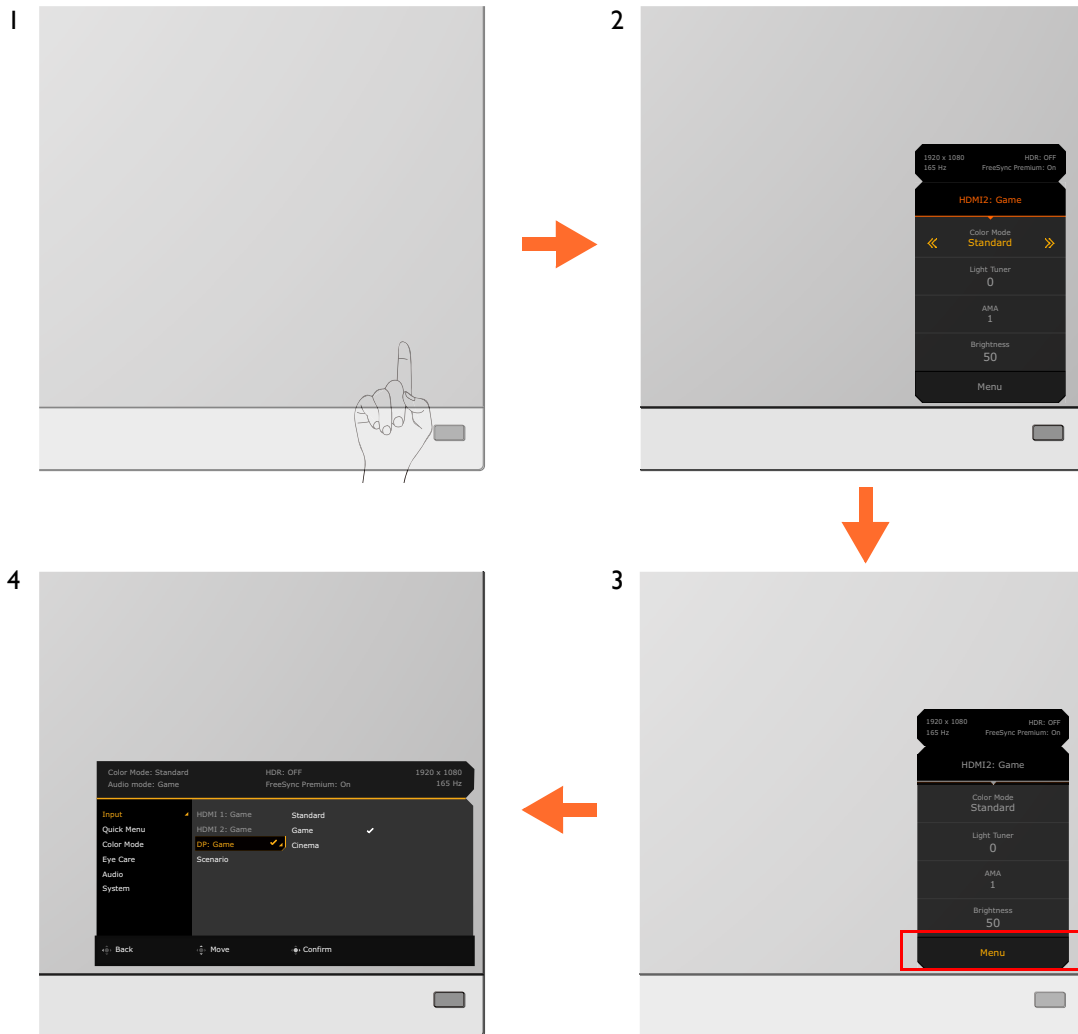 1
2
1920 x 1080 HDR: OFF
165 Hz FreeSync Premium: On
HDMI2: Game
Color Mode
Standard
Light Tuner
0
AMA
1
Brightness
50
Menu
3
1920 x 1080 HDR: OFF
165 Hz FreeSync Premium: On
HDMI2: Game
Color Mode
Standard
Light Tuner
0
AMA
1
Brightness
50
Menu
4
Color Mode: Standard HDR: OFF 1920 x 1080
Audio mode: Game FreeSync Premium: On 165 Hz
Input HDMI 1: Game Standard
Quick Menu HDMI 2: Game Game
Color Mode DP: Game Cinema
Eye Care Scenario
Audio
System
Back Move Confirm